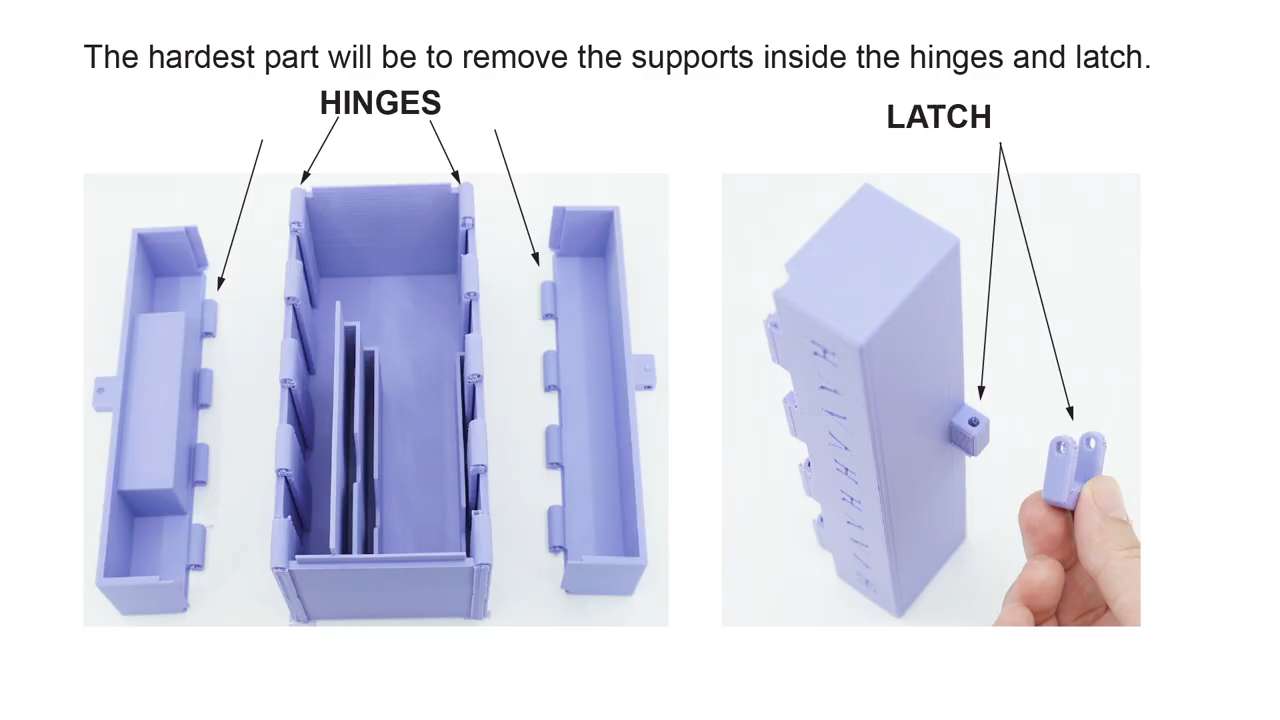 The hardest part will be to remove the supports inside the hinges and latch.
HINGES
LATCH